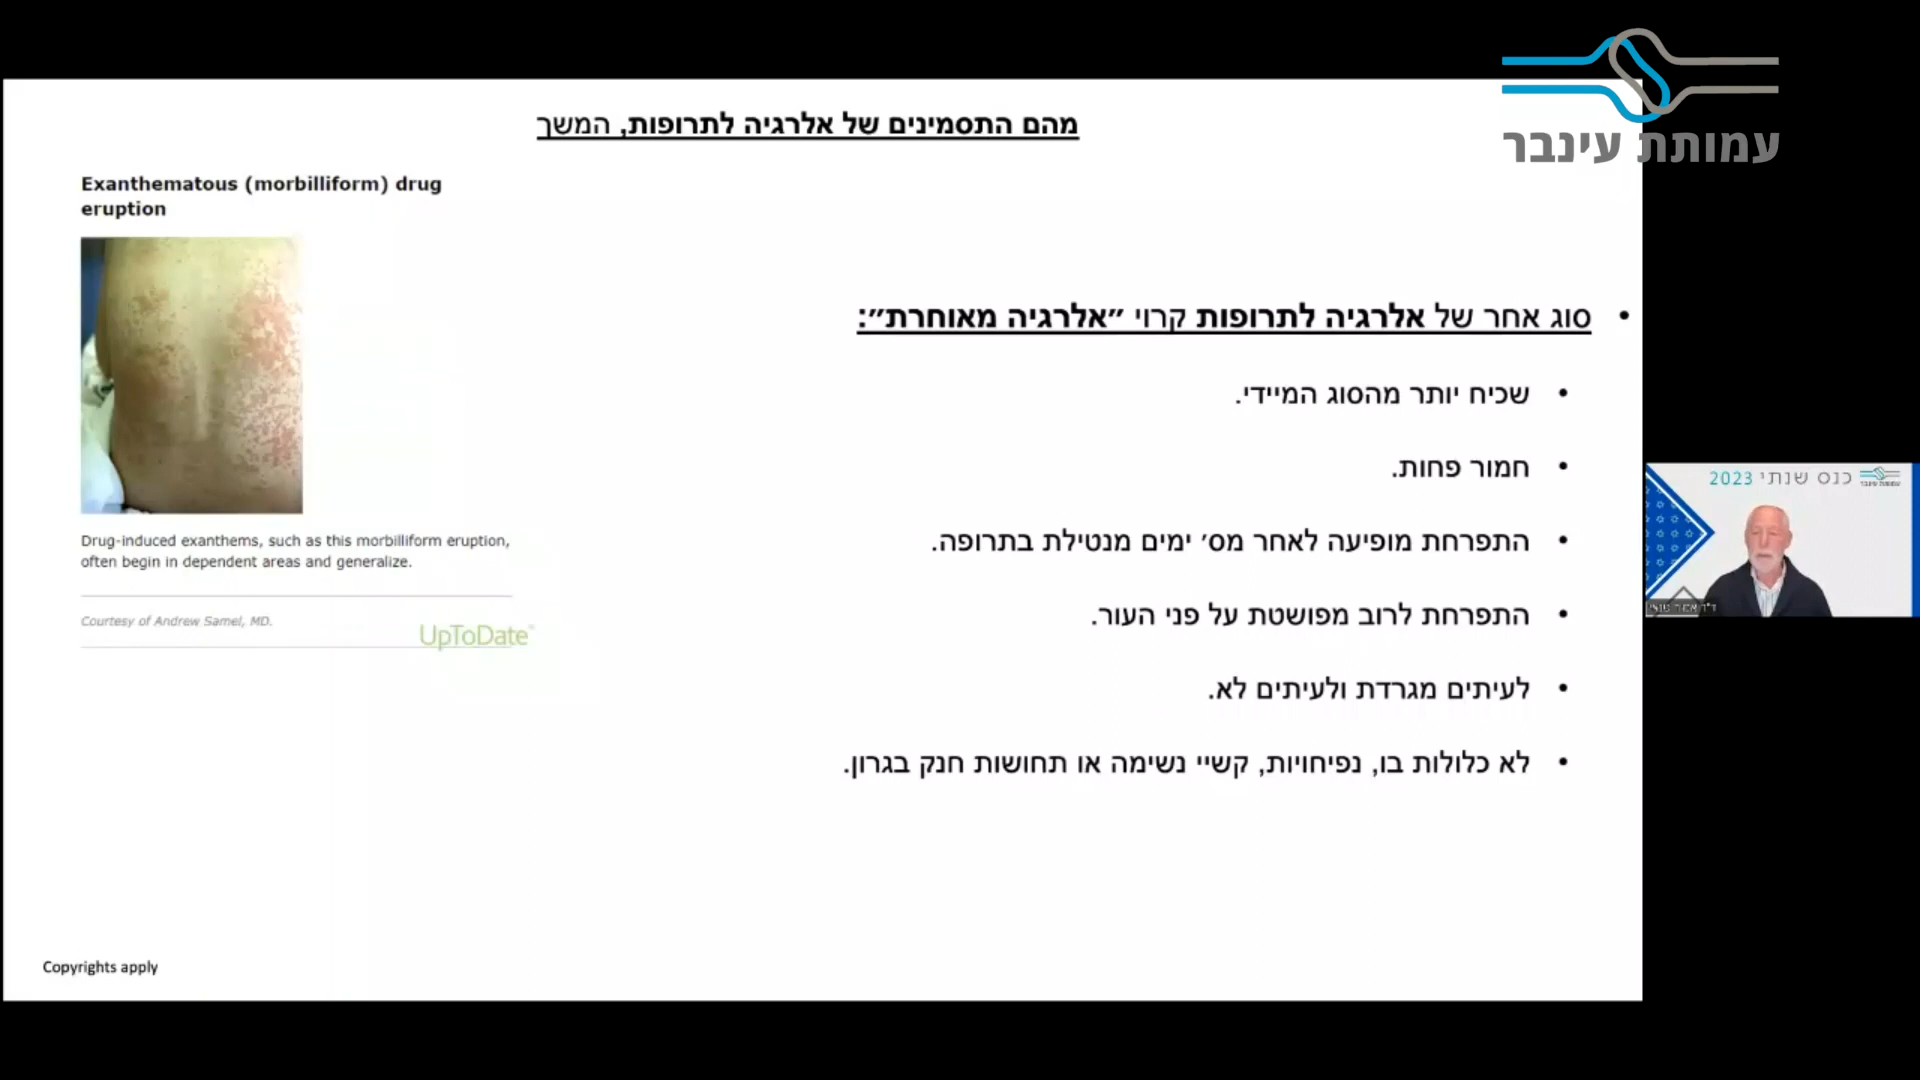 עמותת עינבר
מהם התסמינים של אלרגיה לתרופות, המשך
Exanthematous (morbilliform) drug
eruption
Drug-induced exanthems, such as this morbilliform eruption,
often begin in dependent areas and generalize.
Courtesy of Andrew Samel, MD.
UpToDate®
• סוג אחר של אלרגיה לתרופות קרוי ״אלרגיה מאוחרת״:
• שכיח יותר מהסוג המיידי.
• חמור פחות.
• התפרחת מופיעה לאחר מס׳ ימים מנטילת בתרופה.
• התפרחת לרוב מפושטת על פני העור.
• לעיתים מגרדת ולעיתים לא.
• לא כלולות בו, נפיחויות, קשיי נשימה או תחושות חנק בגרון.
Copyrights apply
כנס שנתי 2023
עמותת עינבר
ד״ר